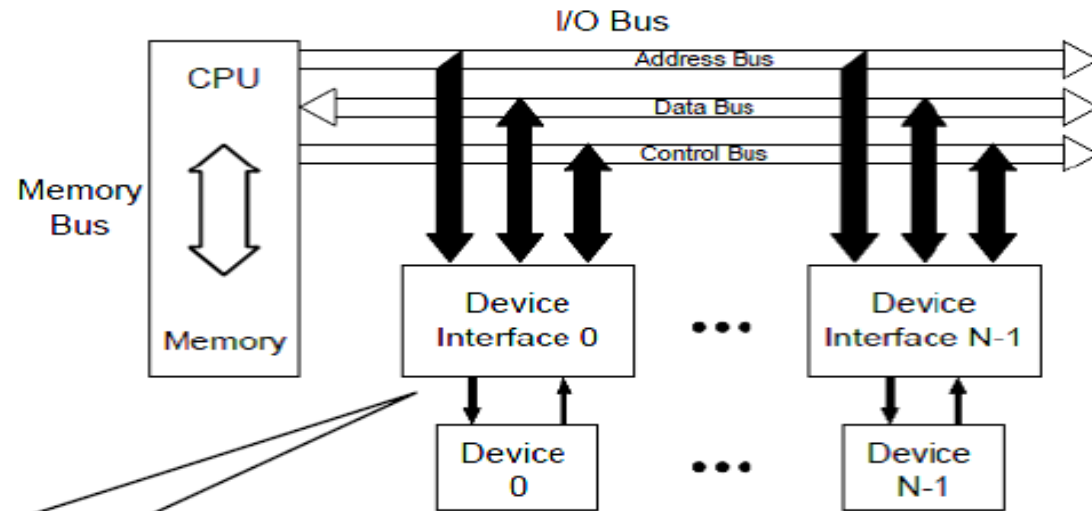 I/O Bus
Address Bus
CPU
Data Bus
Control Bus
Memory
Bus
Memory
Device
Interface 0
•••
Device
Interface N-1
Device
0
•••
Device
N-1